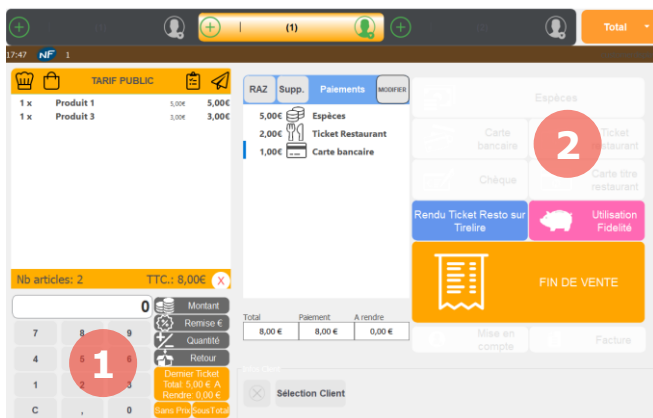 (1) (1) (2) Total
17:47 NF 1
TARIF PUBLIC
1 x Produit 1 5,00€ 5,00€
1 x Produit 3 3,00€ 3,00€
Nb articles: 2 TTC.: 8,00€ X
0
7 8 9
4 5 6
1 2 3
C , 0
1
Montant
Remise €
Quantité
Retour
Dernier Ticket
Total: 5,00 € A
Rendre: 0,00 €
Sans Prix SousTotal
RAZ Supp. Paiements MODIFIER
5,00€ Espèces
2,00€ Ticket Restaurant
1,00€ Carte bancaire
Total Paiement A rendre
8,00 € 8,00 € 0,00 €
Sélection Client
Espèces
Carte
bancaire
2
Ticket
restaurant
Chèque
Carte titre
restaurant
Rendu Ticket Resto sur
Tirelire
Utilisation
Fidelité
FIN DE VENTE
Mise en
compte
Facture